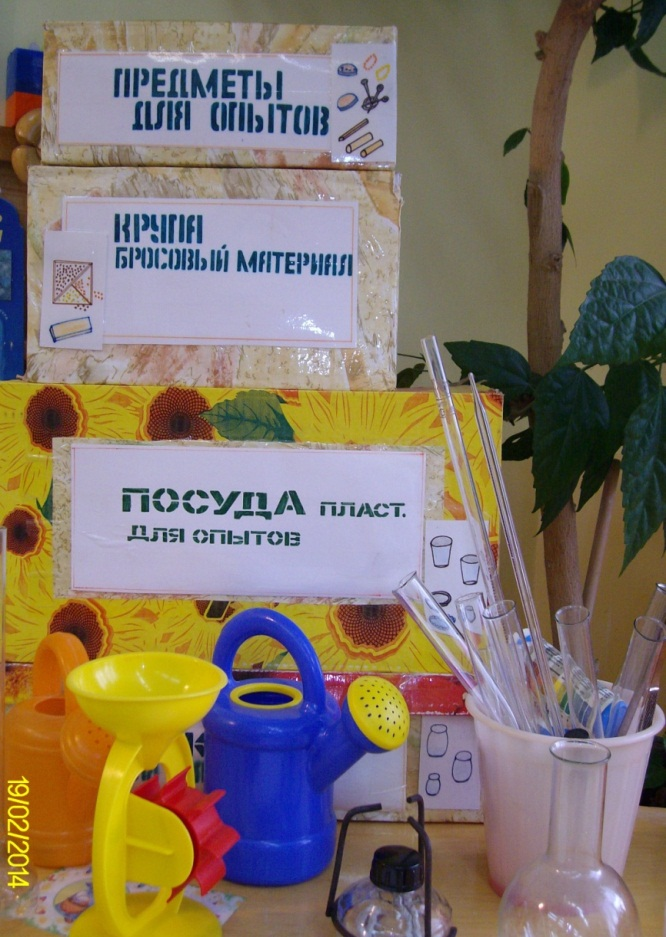 ПРЕДМЕТЫ
ДЛЯ ОПЫТОВ
КРУПА
БРОСОВЫЙ МАТЕРИАЛ
ПОСУДА ПЛАСТ.
ДЛЯ ОПЫТОВ
19/02/2014